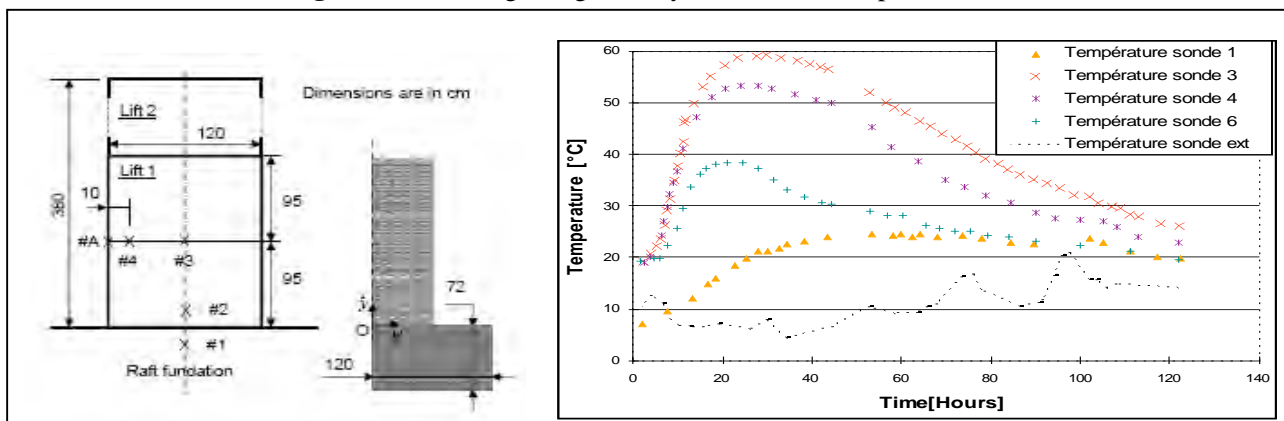 Dimensions are in cm
Lift 2
120
Lift 1
10
380
95
#A
#4
#3
95
#2
#1
Raft fundation
72
O
120
Température sonde 1
Température sonde 3
Température sonde 4
Température sonde 6
Température sonde ext
Temperature [°C]
60
50
40
30
20
10
0
0 20 40 60 80 100 120 140
Time[Hours]